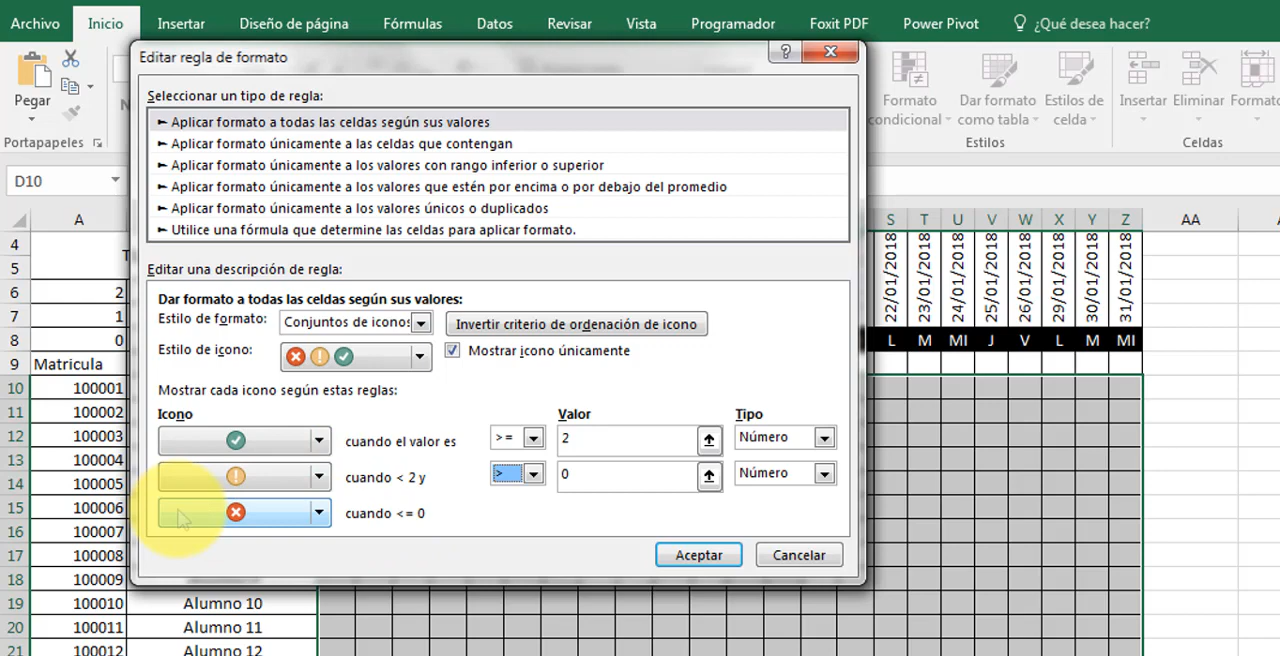 Archivo Inicio Insertar Diseño de página Fórmulas Datos Revisar Vista Programador Foxit PDF Power Pivot ¿Qué desea hacer?
Editar regla de formato
Seleccionar un tipo de regla:
► Aplicar formato a todas las celdas según sus valores
► Aplicar formato únicamente a las celdas que contengan
► Aplicar formato únicamente a los valores con rango inferior o superior
► Aplicar formato únicamente a los valores que estén por encima o por debajo del promedio
► Aplicar formato únicamente a los valores únicos o duplicados
► Utilice una fórmula que determine las celdas para aplicar formato.
Editar una descripción de regla:
Dar formato a todas las celdas según sus valores:
Estilo de formato: Conjuntos de iconos Invertir criterio de ordenación de icono
Estilo de icono: Mostrar icono únicamente
Mostrar cada icono según estas reglas:
Icono Valor Tipo
cuando el valor es >= 2 Número
cuando < 2 y > 0 Número
cuando <= 0
Aceptar Cancelar
Pegar
Portapapeles
N
Formato condicional
Dar formato como tabla
Estilos de celda
Estilos
Insertar Eliminar Formato
Celdas
D10
A S T U V W X Y Z AA
4
5 T
6 2
7 1
8 0
22/01/2018 23/01/2018 24/01/2018 25/01/2018 26/01/2018 29/01/2018 30/01/2018 31/01/2018
L M MI J V L M MI
9 Matricula
10 100001
11 100002
12 100003
13 100004
14 100005
15 100006
16 100007
17 100008
18 100009
19 100010 Alumno 10
20 100011 Alumno 11
21 100012 Alumno 12